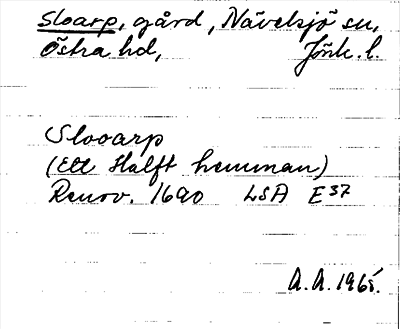 Sloarp, gård, Nävelsjö sn,
Östra hd, Jönk. l.
Slooarp
(Ett Halft hemman)
Renov. 1690 LSA E37
A.A. 1965.